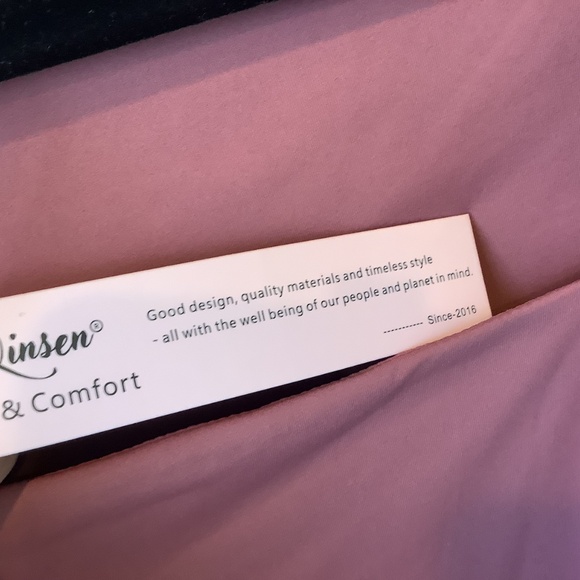 insen®
& Comfort
Good design, quality materials and timeless style
- all with the well being of our people and planet in mind.
----------- Since-2016